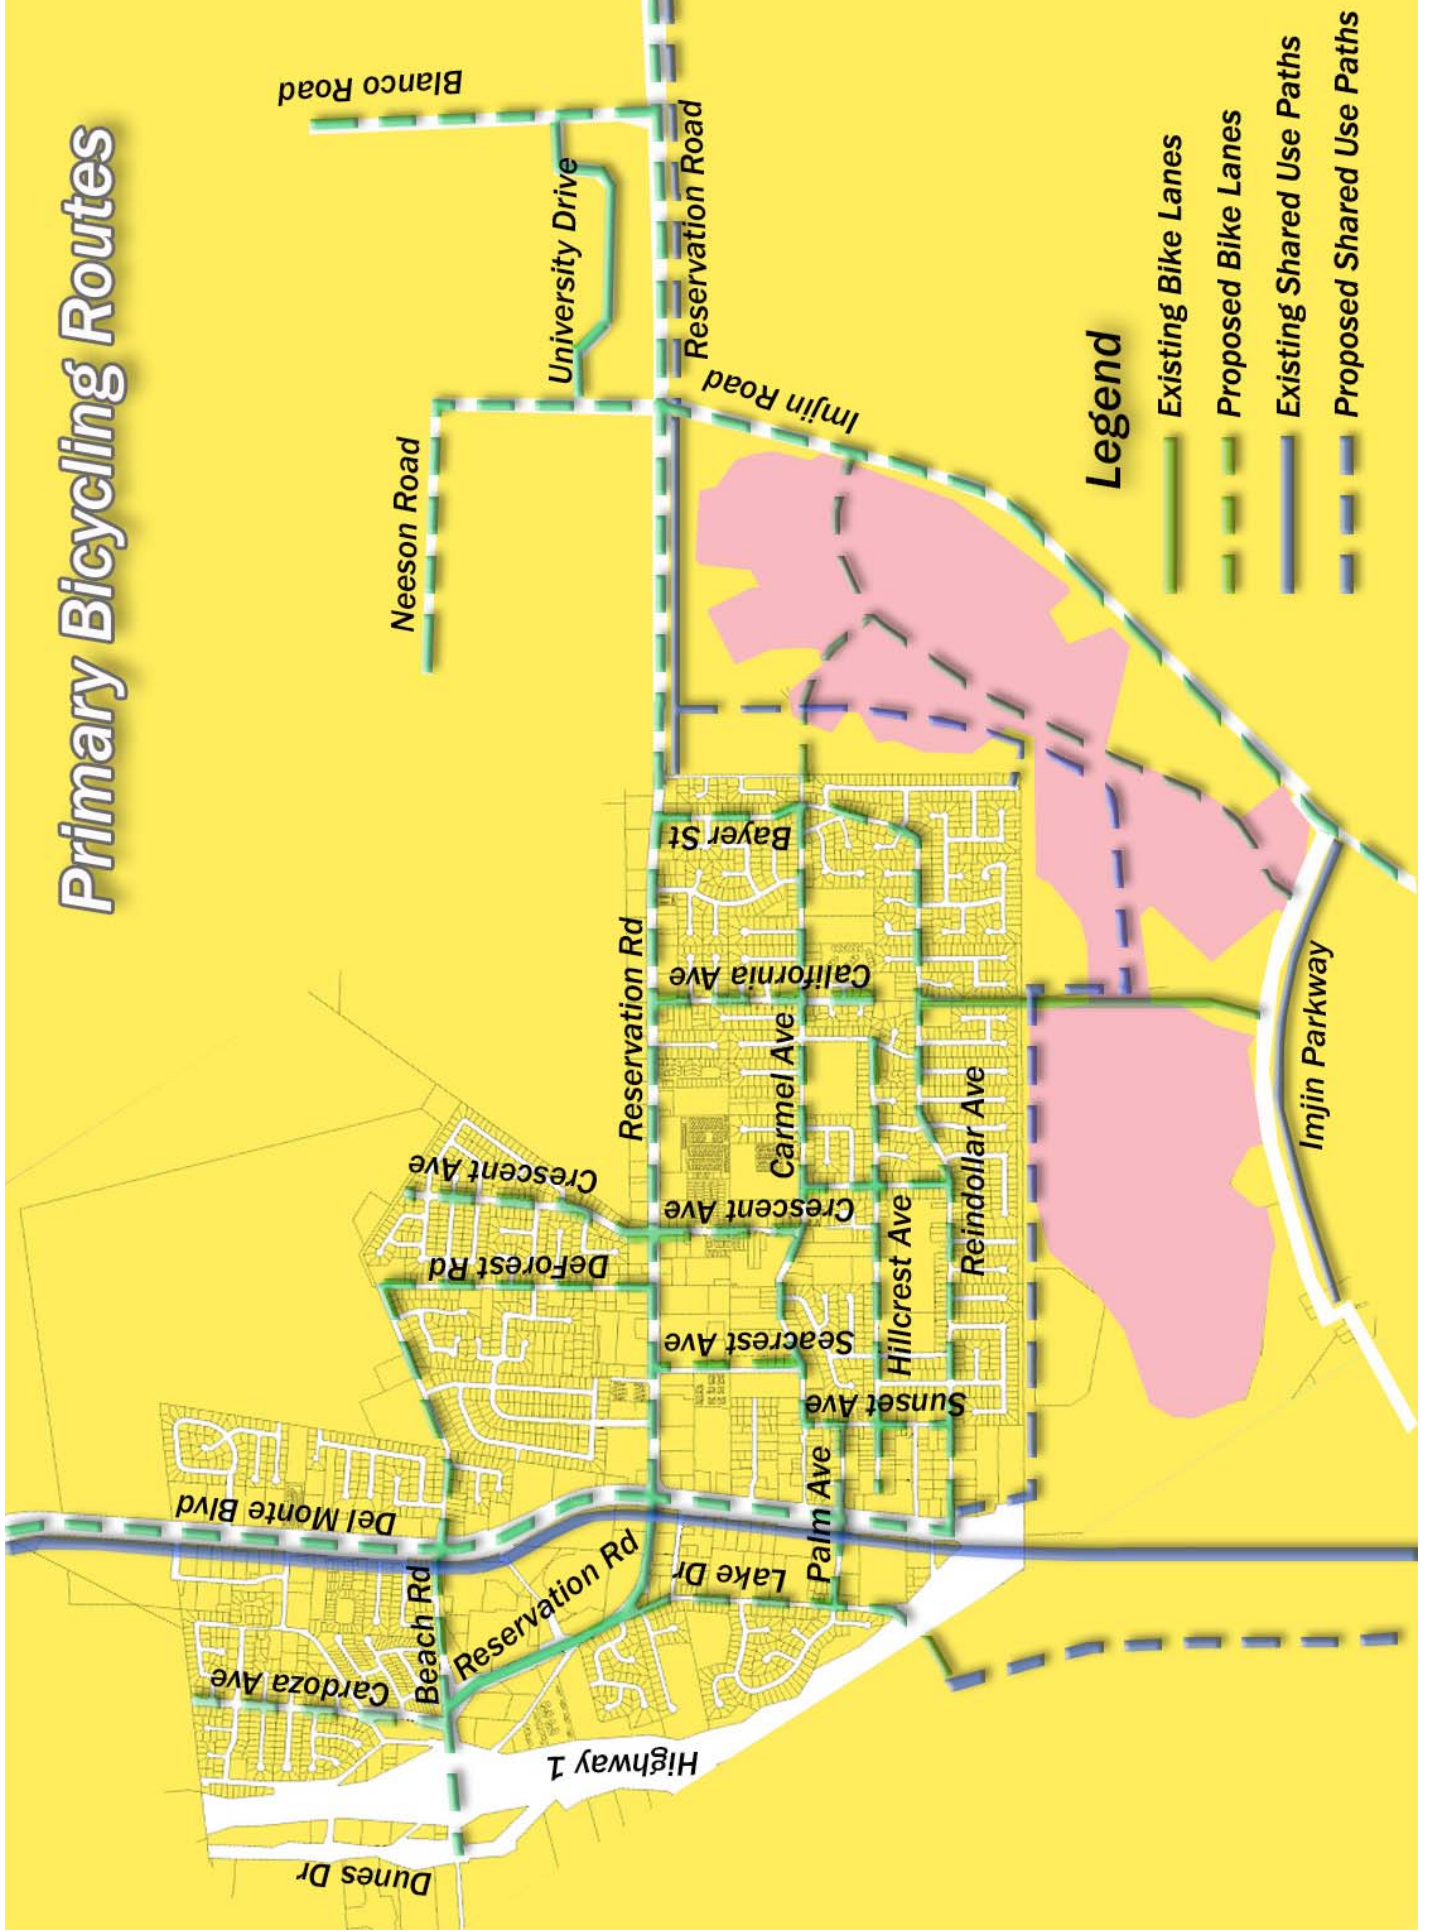 Primary Bicycling Routes
Blanco Road
University Drive
Reservation Road
Neeson Road
Imjin Road
Bayer St
Reservation Rd
California Ave
Carmel Ave
Crescent Ave
Crescent Ave
DeForest Rd
Seacrest Ave
Hillcrest Ave
Reindollar Ave
Sunset Ave
Palm Ave
Del Monte Blvd
Lake Dr
Reservation Rd
Beach Rd
Cardoza Ave
Highway 1
Dunes Dr
Imjin Parkway
Legend
Existing Bike Lanes
Proposed Bike Lanes
Existing Shared Use Paths
Proposed Shared Use Paths